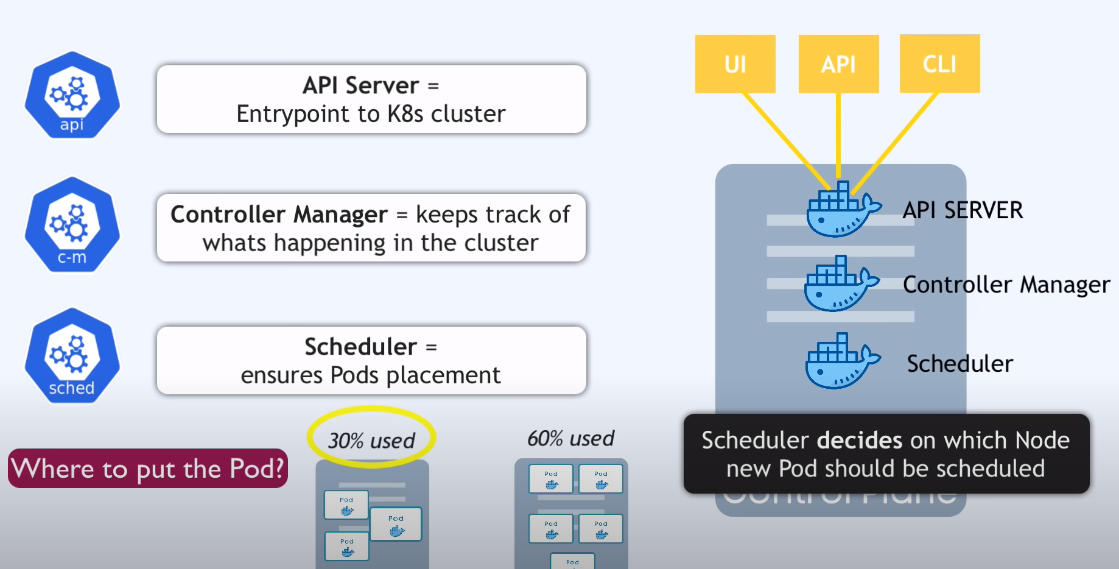 api
API Server =
Entrypoint to K8s cluster
c-m
Controller Manager = keeps track of
whats happening in the cluster
sched
Scheduler =
ensures Pods placement
UI
API
CLI
API SERVER
Controller Manager
Scheduler
Where to put the Pod?
30% used
Pod
Pod
Pod
60% used
Pod
Pod
Pod
Pod
Pod
Scheduler decides on which Node
new Pod should be scheduled
Control Plane